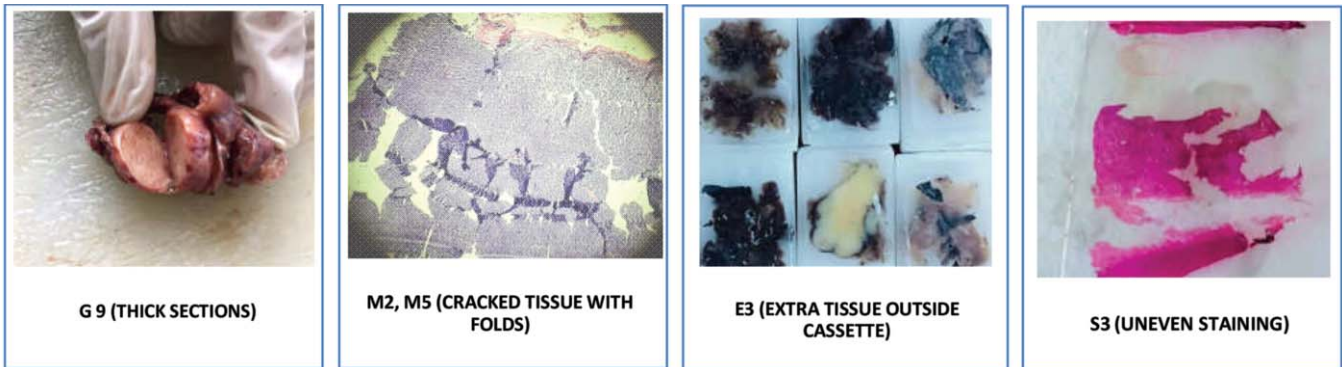 G 9 (THICK SECTIONS)
M2, M5 (CRACKED TISSUE WITH
FOLDS)
E3 (EXTRA TISSUE OUTSIDE
CASSETTE)
S3 (UNEVEN STAINING)